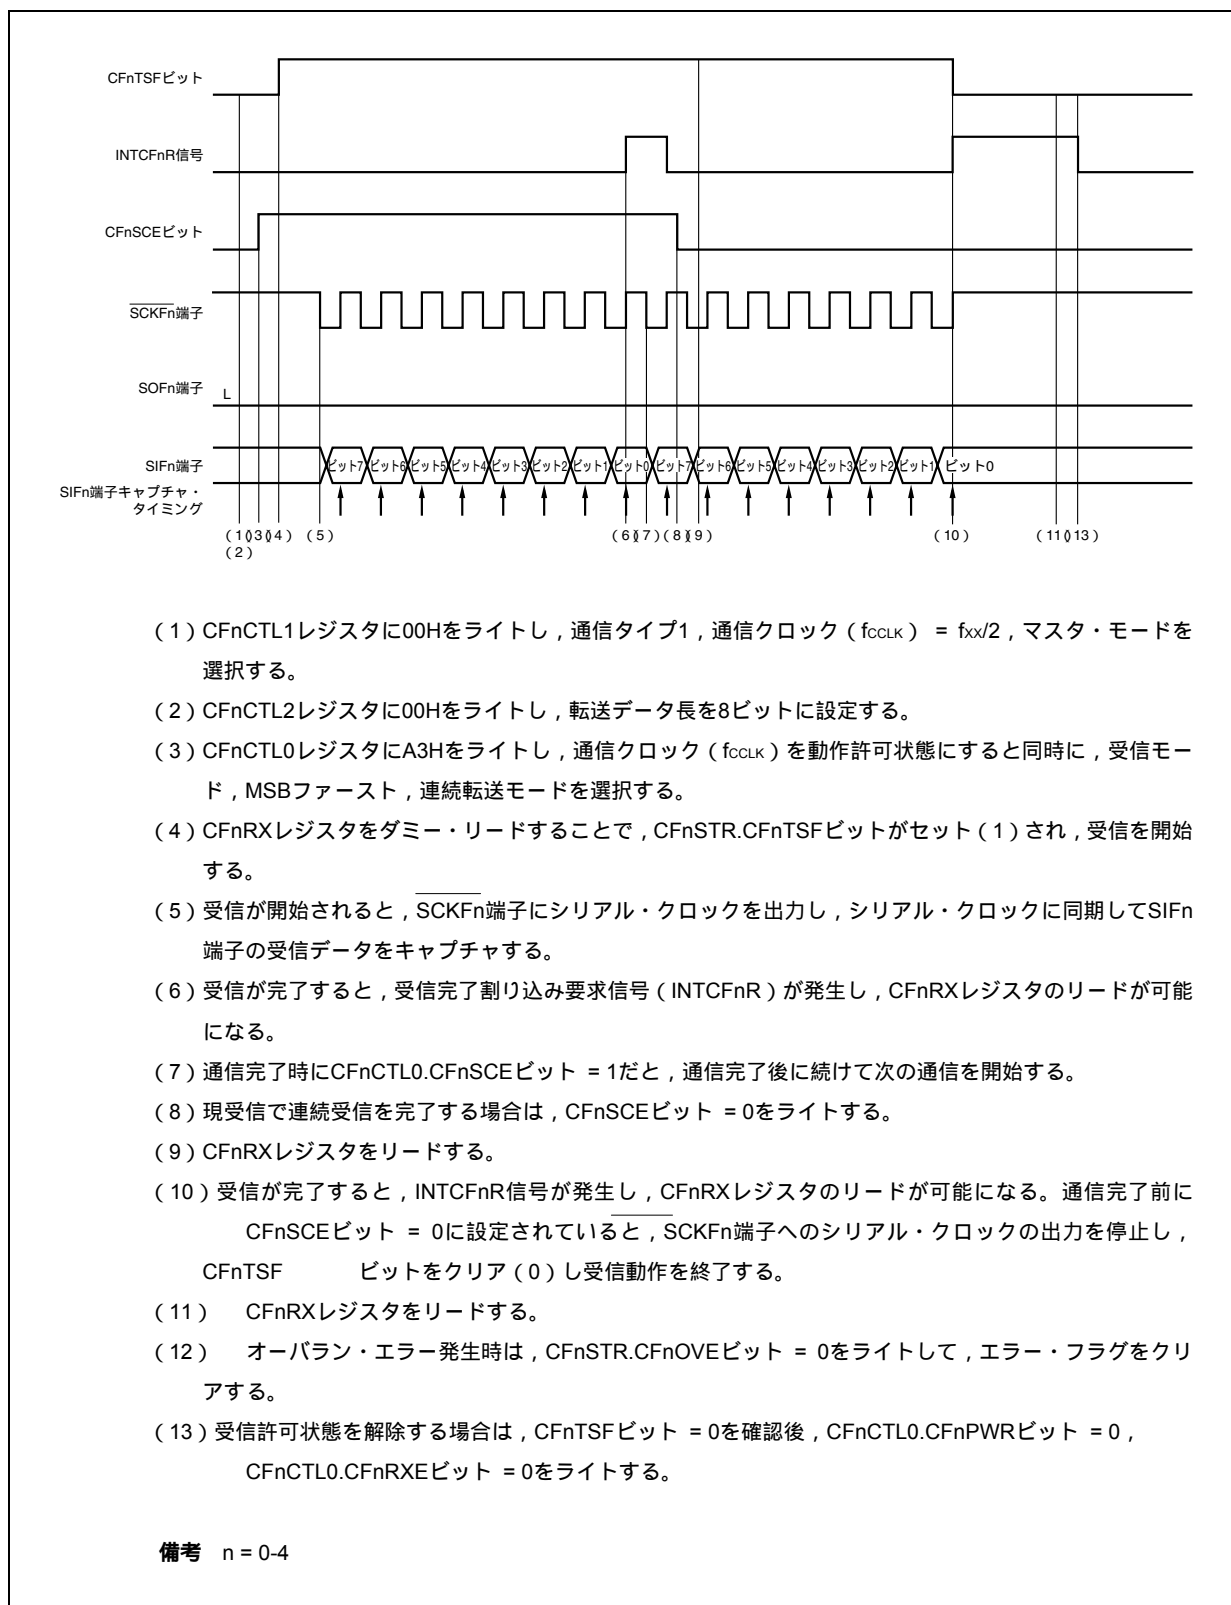 CFnTSFビット
INTCFnR信号
CFnSCEビット
SCKFn端子
SOFn端子 L
SIFn端子 ビット7 ビット6 ビット5 ビット4 ビット3 ビット2 ビット1 ビット0 ビット7 ビット6 ビット5 ビット4 ビット3 ビット2 ビット1 ビット0
SIFn端子キャプチャ・
タイミング
(1)(3)(4) (5) (6)(7)(8)(9) (10) (11)(13)
(2)
(1)CFnCTL1レジスタに00Hをライトし,通信タイプ1,通信クロック(fCCLK) = fXX/2,マスタ・モードを
選択する。
(2)CFnCTL2レジスタに00Hをライトし,転送データ長を8ビットに設定する。
(3)CFnCTL0レジスタにA3Hをライトし,通信クロック(fCCLK)を動作許可状態にすると同時に,受信モー
ド,MSBファースト,連続転送モードを選択する。
(4)CFnRXレジスタをダミー・リードすることで,CFnSTR.CFnTSFビットがセット(1)され,受信を開始
する。
(5)受信が開始されると,SCKFn端子にシリアル・クロックを出力し,シリアル・クロックに同期してSIFn
端子の受信データをキャプチャする。
(6)受信が完了すると,受信完了割り込み要求信号(INTCFnR)が発生し,CFnRXレジスタのリードが可能
になる。
(7)通信完了時にCFnCTL0.CFnSCEビット = 1だと,通信完了後に続けて次の通信を開始する。
(8)現受信で連続受信を完了する場合は,CFnSCEビット = 0をライトする。
(9)CFnRXレジスタをリードする。
(10)受信が完了すると,INTCFnR信号が発生し,CFnRXレジスタのリードが可能になる。通信完了前に
CFnSCEビット = 0に設定されていると,SCKFn端子へのシリアル・クロックの出力を停止し,
CFnTSF ビットをクリア(0)し受信動作を終了する。
(11) CFnRXレジスタをリードする。
(12) オーバラン・エラー発生時は,CFnSTR.CFnOVEビット = 0をライトして,エラー・フラグをクリ
アする。
(13)受信許可状態を解除する場合は,CFnTSFビット = 0を確認後,CFnCTL0.CFnPWRビット = 0,
CFnCTL0.CFnRXEビット = 0をライトする。
備考 n = 0-4